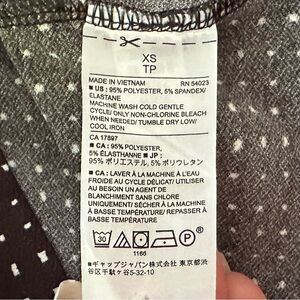 XS
TP
MADE IN VIETNAM RN 54023
■ US: 95% POLYESTER, 5% SPANDEX/
ELASTANE
MACHINE WASH COLD GENTLE
CYCLE/ ONLY NON-CHLORINE BLEACH
WHEN NEEDED/ TUMBLE DRY LOW/
COOL IRON
CA 17897
■ CA: 95% POLYESTER,
5% ÉLASTHANNE ■ JP:
95% ポリエステル, 5% ポリウレタン
■ CA: LAVER À LA MACHINE À L'EAU
FROIDE AU CYCLE DÉLICAT/ UTILISER
AU BESOIN UN AGENT DE
BLANCHIMENT SANS CHLORE
UNIQUEMENT/ SÉCHER PAR CULBUTAGE
À BASSE TEMPÉRATURE/ REPASSER À
BASSE TEMPÉRATURE
30 P
1166
■ ギャップジャパン株式会社 東京都渋
谷区千駄ヶ谷5-32-10